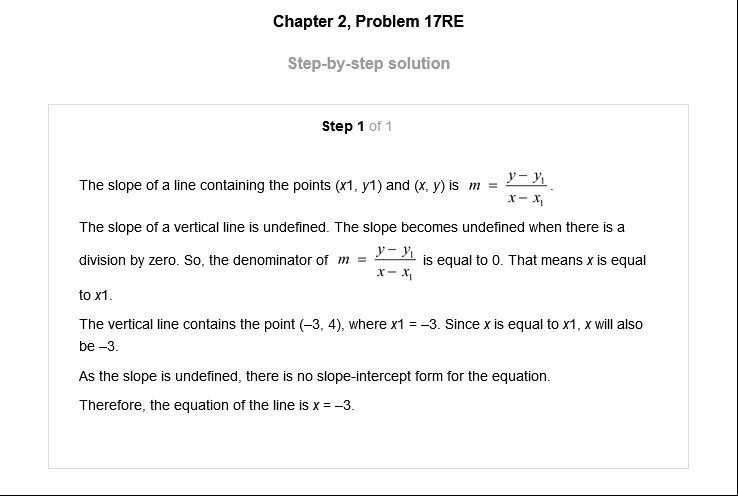 Chapter 2, Problem 17RE
Step-by-step solution
Step 1 of 1
The slope of a line containing the points (x1, y1) and (x, y) is m = \frac{y - y_1}{x - x_1}.
The slope of a vertical line is undefined. The slope becomes undefined when there is a
division by zero. So, the denominator of m = \frac{y - y_1}{x - x_1} is equal to 0. That means x is equal
to x1.
The vertical line contains the point (–3, 4), where x1 = –3. Since x is equal to x1, x will also
be –3.
As the slope is undefined, there is no slope-intercept form for the equation.
Therefore, the equation of the line is x = –3.